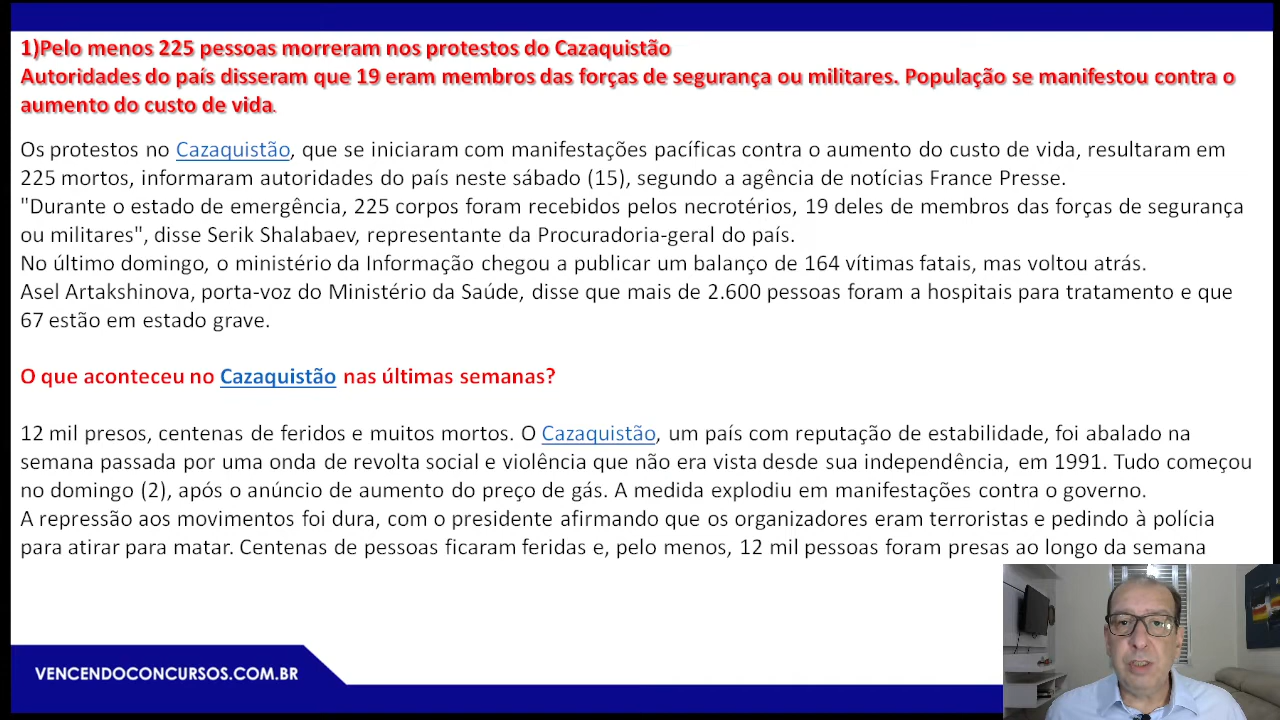 1)Pelo menos 225 pessoas morreram nos protestos do Cazaquistão
Autoridades do país disseram que 19 eram membros das forças de segurança ou militares. População se manifestou contra o
aumento do custo de vida.
Os protestos no Cazaquistão, que se iniciaram com manifestações pacíficas contra o aumento do custo de vida, resultaram em
225 mortos, informaram autoridades do país neste sábado (15), segundo a agência de notícias France Presse.
"Durante o estado de emergência, 225 corpos foram recebidos pelos necrotérios, 19 deles de membros das forças de segurança
ou militares", disse Serik Shalabaev, representante da Procuradoria-geral do país.
No último domingo, o ministério da Informação chegou a publicar um balanço de 164 vítimas fatais, mas voltou atrás.
Asel Artakshinova, porta-voz do Ministério da Saúde, disse que mais de 2.600 pessoas foram a hospitais para tratamento e que
67 estão em estado grave.
O que aconteceu no Cazaquistão nas últimas semanas?
12 mil presos, centenas de feridos e muitos mortos. O Cazaquistão, um país com reputação de estabilidade, foi abalado na
semana passada por uma onda de revolta social e violência que não era vista desde sua independência, em 1991. Tudo começou
no domingo (2), após o anúncio de aumento do preço de gás. A medida explodiu em manifestações contra o governo.
A repressão aos movimentos foi dura, com o presidente afirmando que os organizadores eram terroristas e pedindo à polícia
para atirar para matar. Centenas de pessoas ficaram feridas e, pelo menos, 12 mil pessoas foram presas ao longo da semana
VENCENDOCONCURSOS.COM.BR